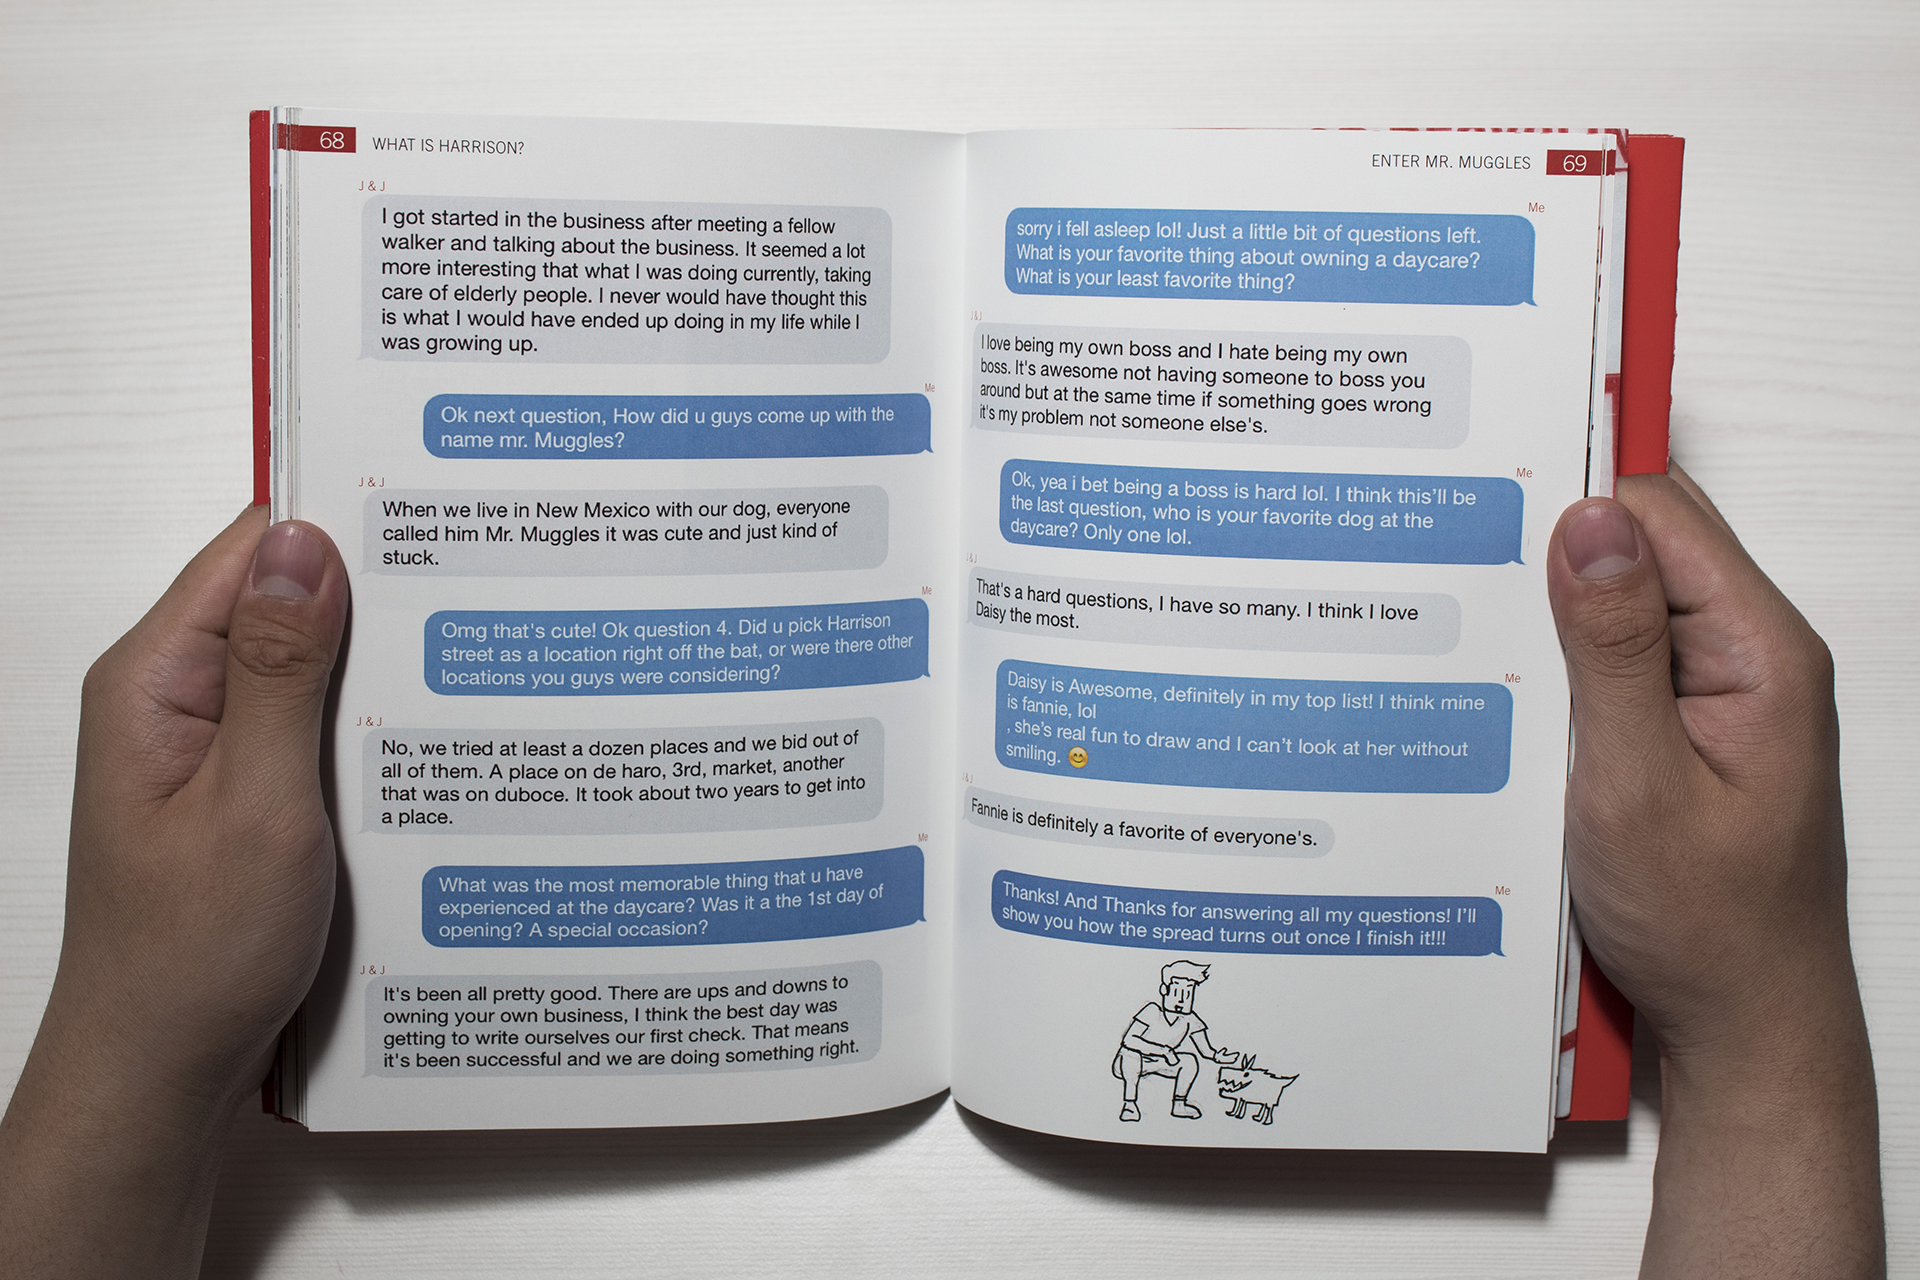 68 WHAT IS HARRISON?
J & J
I got started in the business after meeting a fellow
walker and talking about the business. It seemed a lot
more interesting that what I was doing currently, taking
care of elderly people. I never would have thought this
is what I would have ended up doing in my life while I
was growing up.
Me
Ok next question, How did u guys come up with the
name mr. Muggles?
J & J
When we live in New Mexico with our dog, everyone
called him Mr. Muggles it was cute and just kind of
stuck.
Me
Omg that's cute! Ok question 4. Did u pick Harrison
street as a location right off the bat, or were there other
locations you guys were considering?
J & J
No, we tried at least a dozen places and we bid out of
all of them. A place on de haro, 3rd, market, another
that was on duboce. It took about two years to get into
a place.
Me
What was the most memorable thing that u have
experienced at the daycare? Was it a the 1st day of
opening? A special occasion?
J & J
It's been all pretty good. There are ups and downs to
owning your own business, I think the best day was
getting to write ourselves our first check. That means
it's been successful and we are doing something right.
ENTER MR. MUGGLES 69
Me
sorry i fell asleep lol! Just a little bit of questions left.
What is your favorite thing about owning a daycare?
What is your least favorite thing?
J & J
I love being my own boss and I hate being my own
boss. It's awesome not having someone to boss you
around but at the same time if something goes wrong
it's my problem not someone else's.
Me
Ok, yea i bet being a boss is hard lol. I think this'll be
the last question, who is your favorite dog at the
daycare? Only one lol.
J & J
That's a hard questions, I have so many. I think I love
Daisy the most.
Me
Daisy is Awesome, definitely in my top list! I think mine
is fannie, lol
, she's real fun to draw and I can't look at her without
smiling. 😊
J & J
Fannie is definitely a favorite of everyone's.
Me
Thanks! And Thanks for answering all my questions! I'll
show you how the spread turns out once I finish it!!!